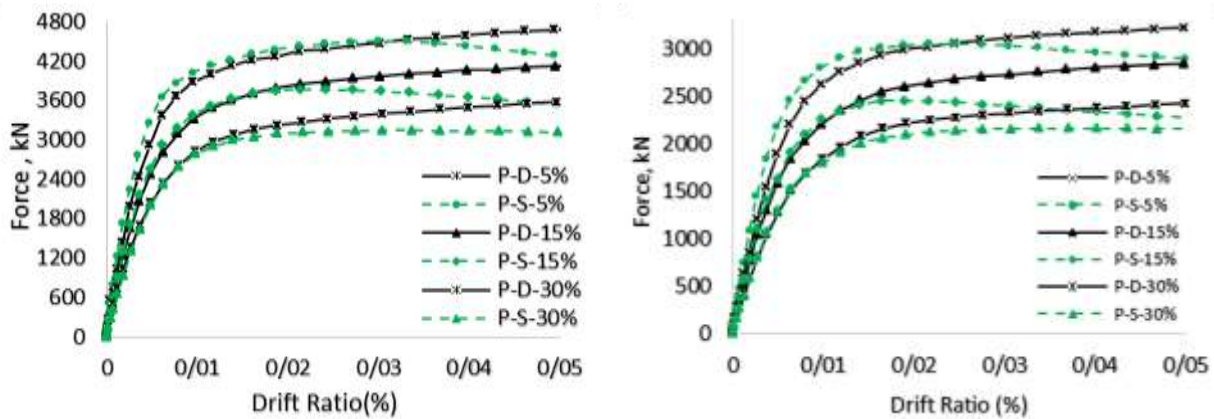 4800
4200
3600
3000
2400
1800
1200
600
0
Force , kN
P-D-5%
P-S-5%
P-D-15%
P-S-15%
P-D-30%
P-S-30%
0 0/01 0/02 0/03 0/04 0/05
Drift Ratio(%)
3000
2500
2000
1500
1000
500
0
Force, kN
P-D-5%
P-S-5%
P-D-15%
P-S-15%
P-D-30%
P-S-30%
0 0/01 0/02 0/03 0/04 0/05
Drift Ratio (%)